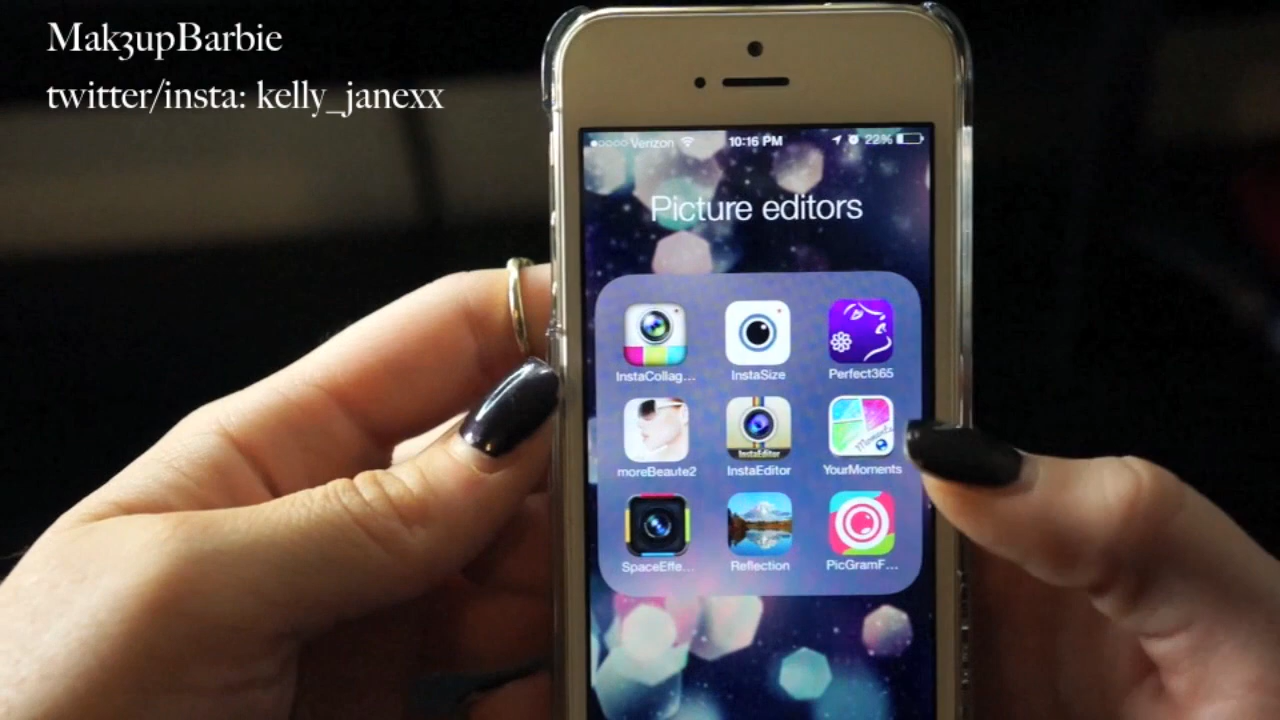 Mak3upBarbie
twitter/insta: kelly_janexx
Verizon 10:16 PM 22%
Picture editors
InstaCollag... InstaSize Perfect365
moreBeaute2 InstaEditor YourMoments
SpaceEffe... Reflection PicGramF...